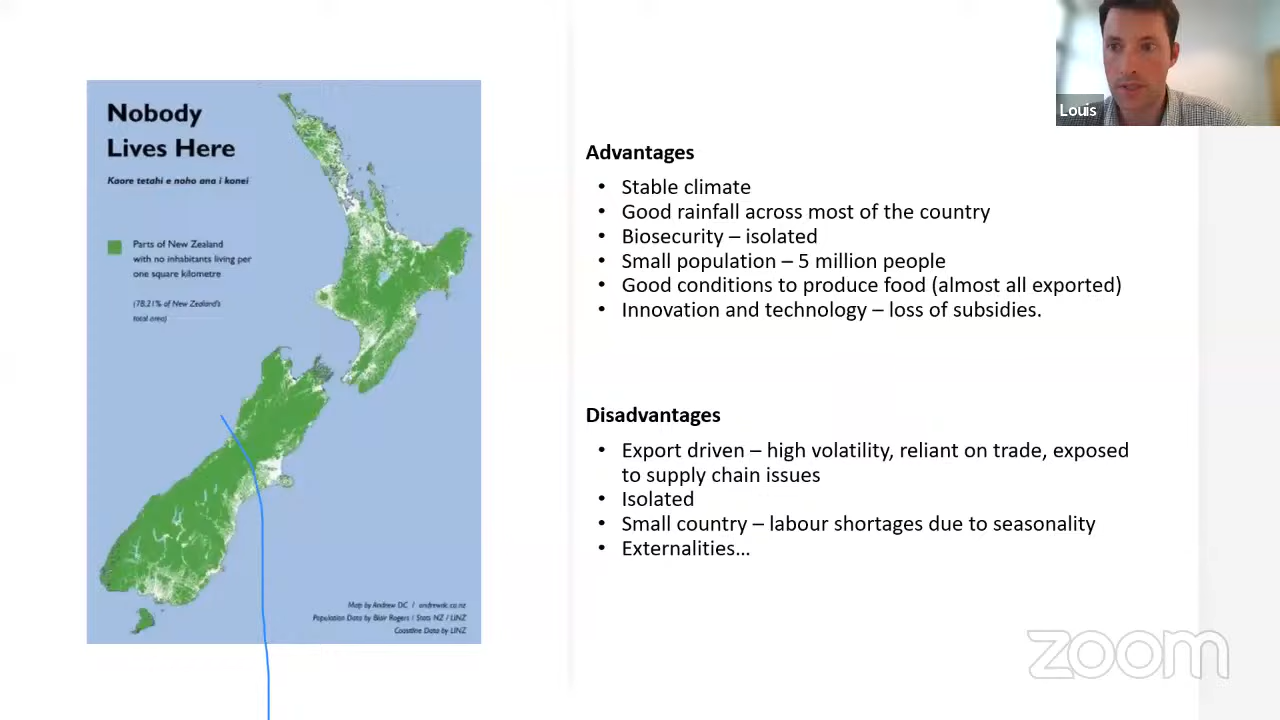 Nobody
Lives Here
Kaore tetahi e noho ana i konei
Parts of New Zealand
with no inhabitants living per
one square kilometre
(78.21% of New Zealand's
total area)
Map by Andrew DC / andrewdc.co.nz
Population Data by Blair Rogers / Stats NZ / LINZ
Coastline Data by LINZ
Advantages
• Stable climate
• Good rainfall across most of the country
• Biosecurity – isolated
• Small population – 5 million people
• Good conditions to produce food (almost all exported)
• Innovation and technology – loss of subsidies.
Disadvantages
• Export driven – high volatility, reliant on trade, exposed
to supply chain issues
• Isolated
• Small country – labour shortages due to seasonality
• Externalities…
Louis
zoom